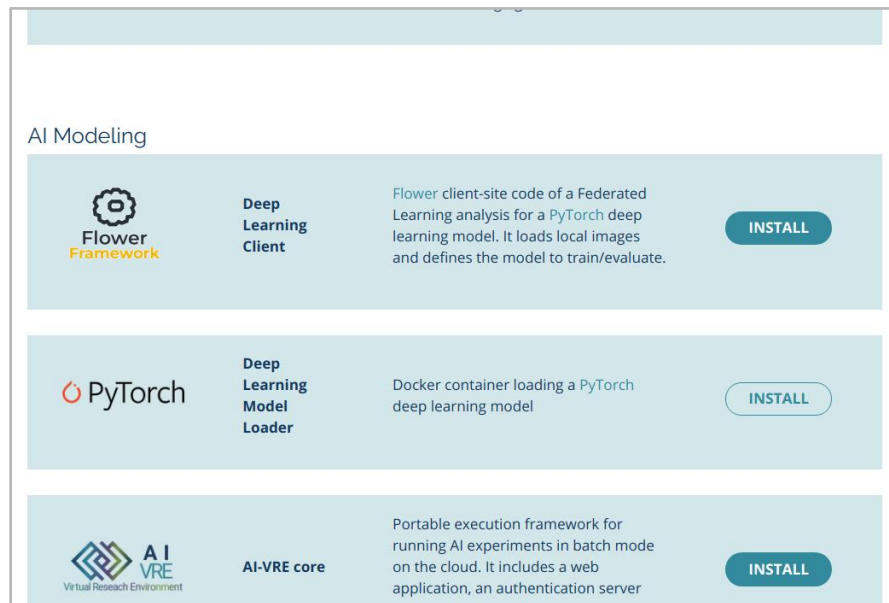 AI Modeling
Flower
Framework
Deep
Learning
Client
Flower client-site code of a Federated
Learning analysis for a PyTorch deep
learning model. It loads local images
and defines the model to train/evaluate.
INSTALL
PyTorch
Deep
Learning
Model
Loader
Docker container loading a PyTorch
deep learning model
INSTALL
AI
VRE
Virtual Reseach Environment
AI-VRE core
Portable execution framework for
running AI experiments in batch mode
on the cloud. It includes a web
application, an authentication server
INSTALL